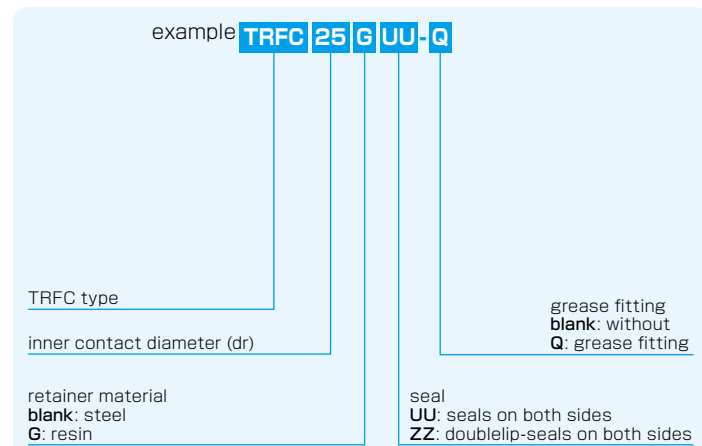 example TRFC 25 G UU - Q
TRFC type
inner contact diameter (dr)
retainer material
blank: steel
G: resin
grease fitting
blank: without
Q: grease fitting
seal
UU: seals on both sides
ZZ: doublelip-seals on both sides